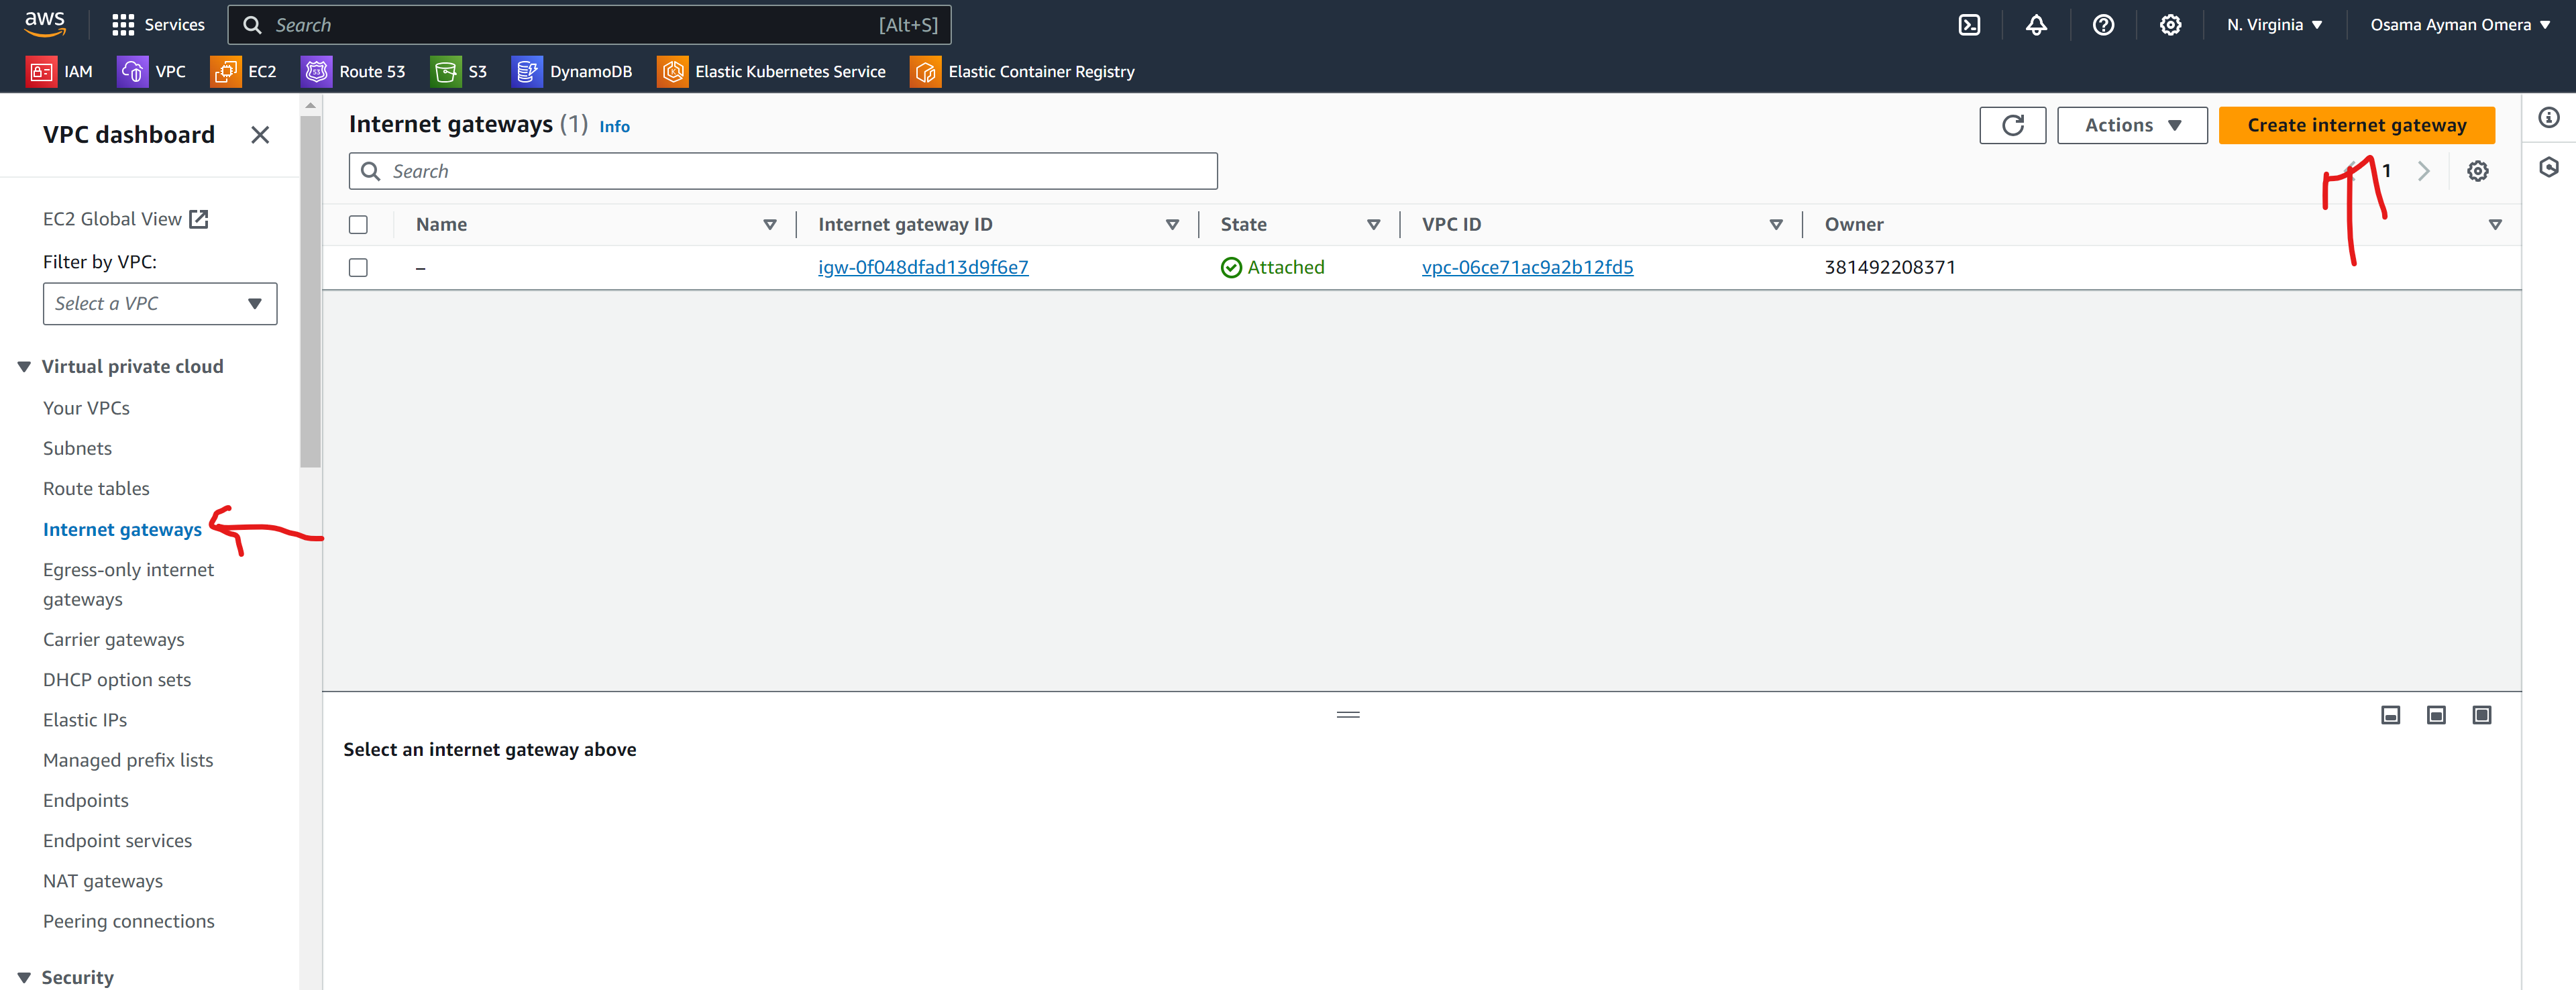 aws Services Search [Alt+S] N. Virginia Osama Ayman Omera
IAM VPC EC2 53 Route 53 S3 DynamoDB Elastic Kubernetes Service Elastic Container Registry
VPC dashboard
EC2 Global View
Filter by VPC:
Select a VPC
Virtual private cloud
Your VPCs
Subnets
Route tables
Internet gateways
Egress-only internet
gateways
Carrier gateways
DHCP option sets
Elastic IPs
Managed prefix lists
Endpoints
Endpoint services
NAT gateways
Peering connections
Security
Internet gateways (1) Info
Actions
Create internet gateway
Search
1
Name Internet gateway ID State VPC ID Owner
– igw-0f048dfad13d9f6e7 Attached vpc-06ce71ac9a2b12fd5 381492208371
Select an internet gateway above